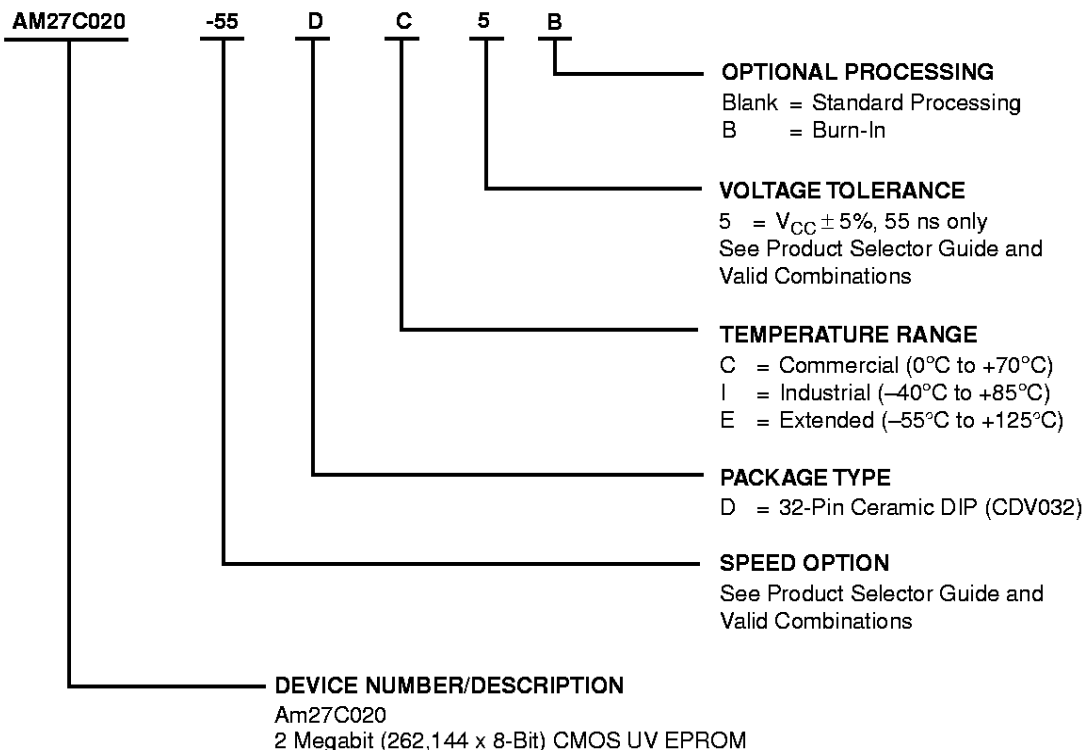 AM27C020 -55 D C 5 B
OPTIONAL PROCESSING
Blank = Standard Processing
B = Burn-In
VOLTAGE TOLERANCE
5 = VCC ± 5%, 55 ns only
See Product Selector Guide and
Valid Combinations
TEMPERATURE RANGE
C = Commercial (0°C to +70°C)
I = Industrial (–40°C to +85°C)
E = Extended (–55°C to +125°C)
PACKAGE TYPE
D = 32-Pin Ceramic DIP (CDV032)
SPEED OPTION
See Product Selector Guide and
Valid Combinations
DEVICE NUMBER/DESCRIPTION
Am27C020
2 Megabit (262,144 x 8-Bit) CMOS UV EPROM